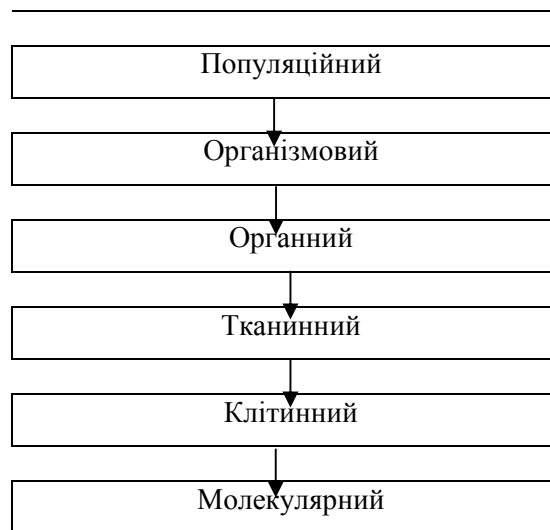 Популяційний
Організмовий
Органний
Тканинний
Клітинний
Молекулярний